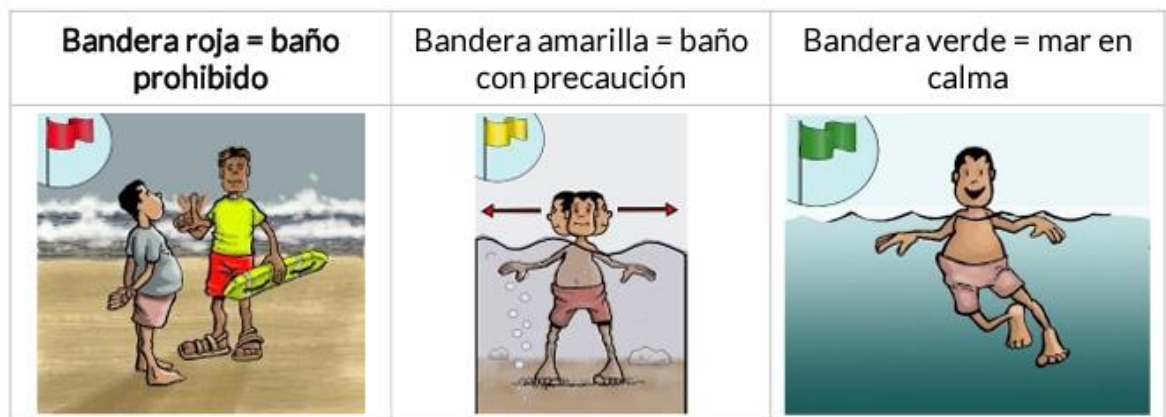 Bandera roja = baño
prohibido
Bandera amarilla = baño
con precaución
Bandera verde = mar en
calma